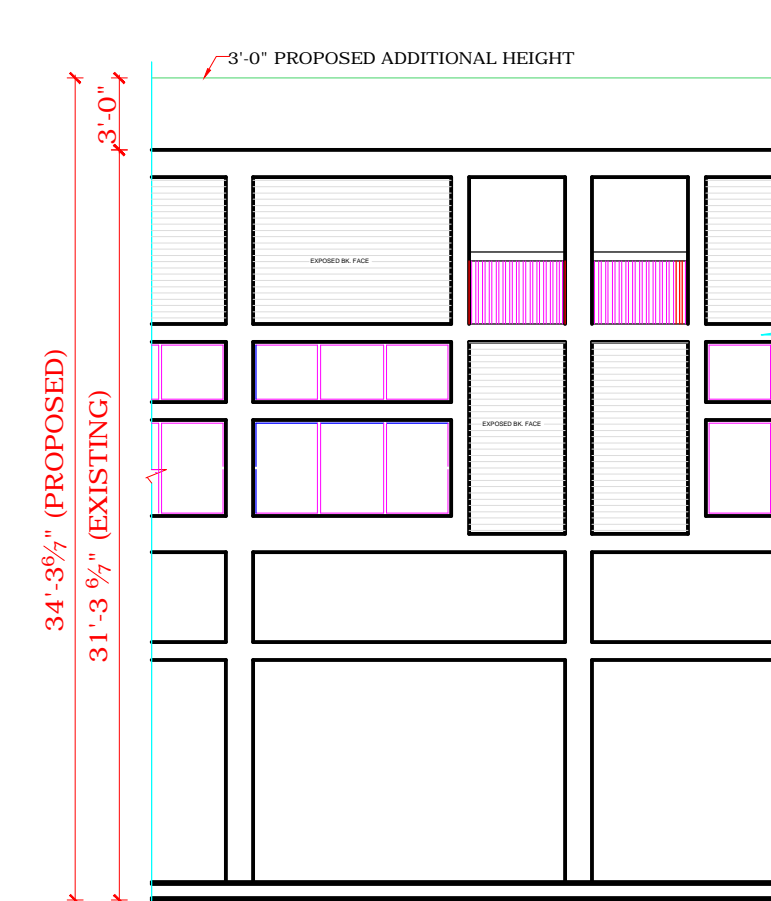 3'-0" PROPOSED ADDITIONAL HEIGHT
3'-0"
EXPOSED BK. FACE
34'-3⁶⁄₇" (PROPOSED)
31'-3 ⁶⁄₇" (EXISTING)
EXPOSED BK. FACE